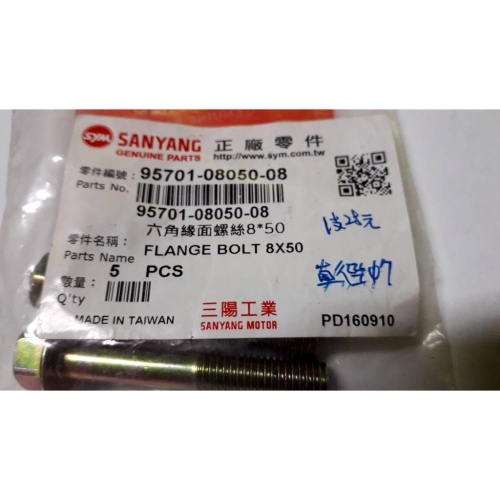 SYM SANYANG 正廠零件
GENUINE PARTS http://www.sym.com.tw
零件編號： 95701-08050-08
Parts No.
95701-08050-08
六角緣面螺絲8*50
零件名稱： FLANGE BOLT 8X50
Parts Name
數量： 5 PCS
Q'ty
三陽工業
SANYANG MOTOR
MADE IN TAIWAN
PD160910